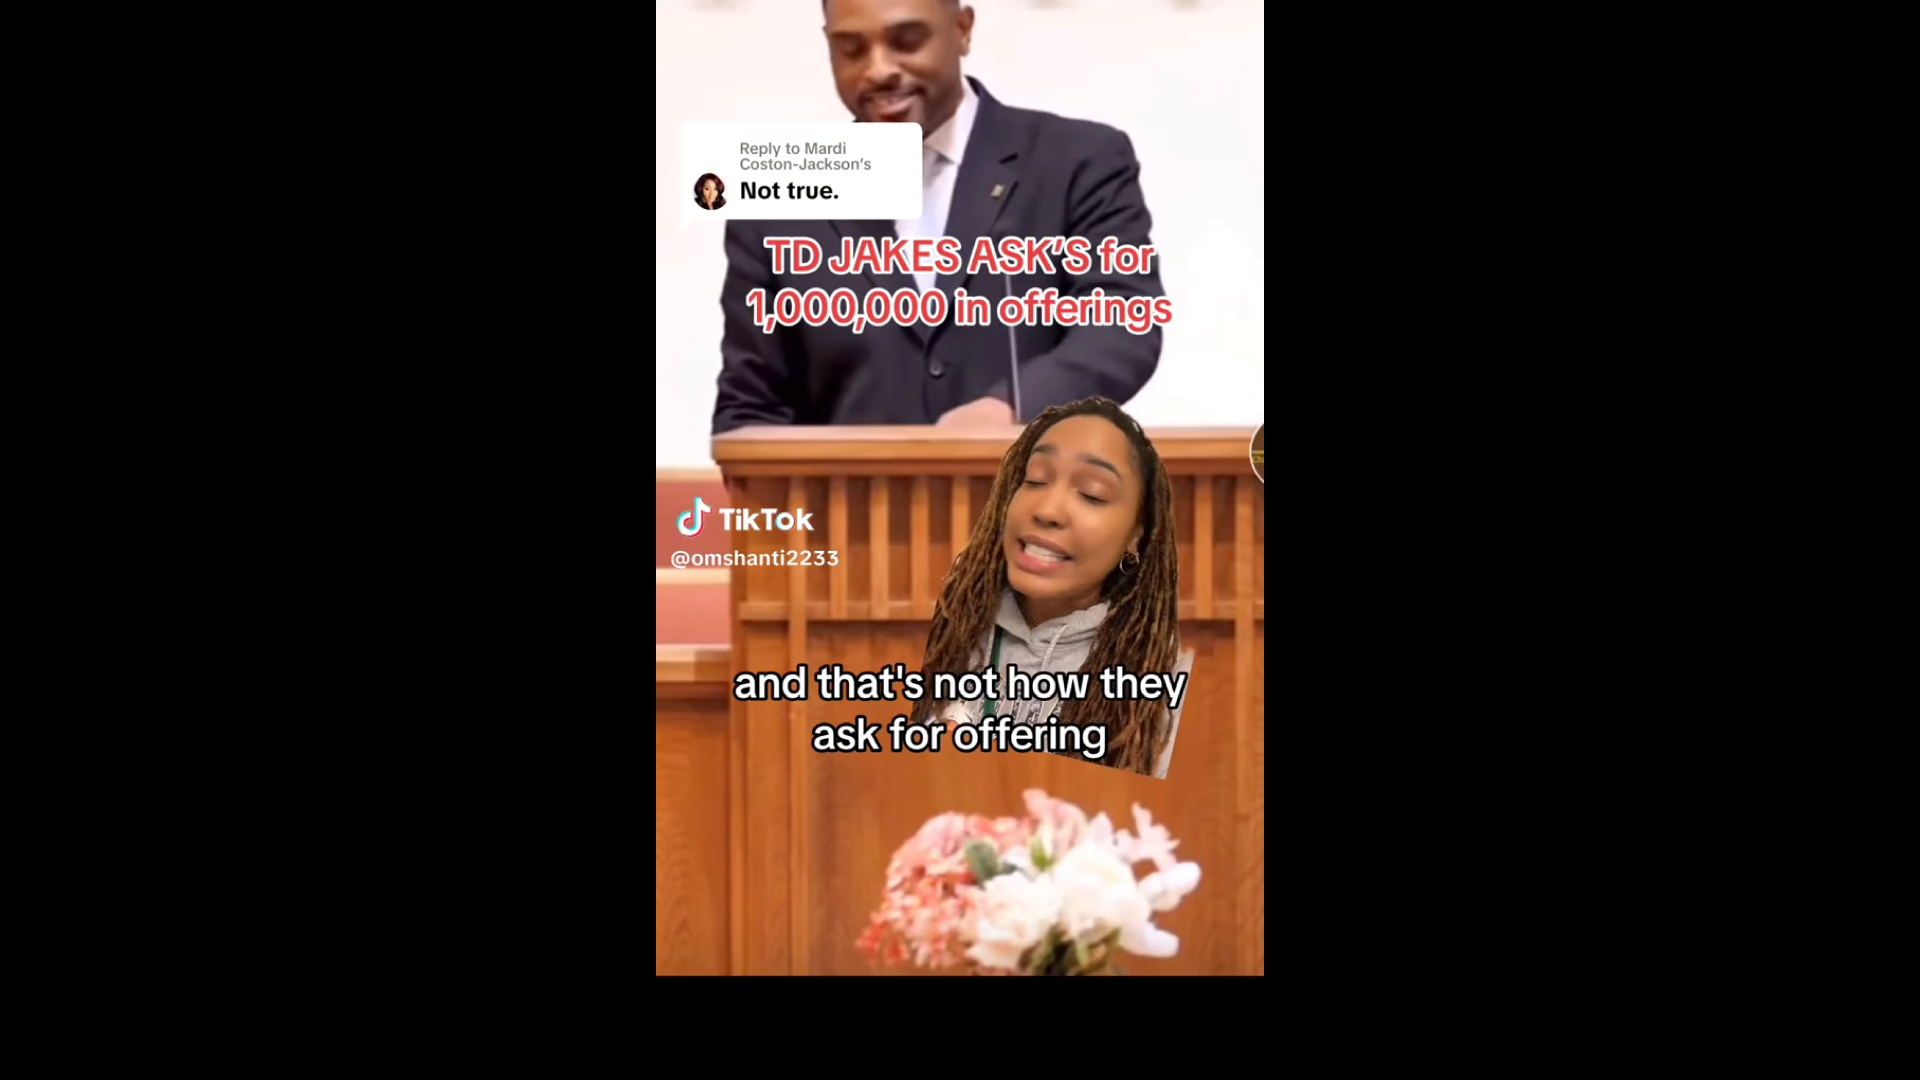 Reply to Mardi
Coston-Jackson's
Not true.
TD JAKES ASK'S for
1,000,000 in offerings
TikTok
@omshanti2233
and that's not how they
ask for offering